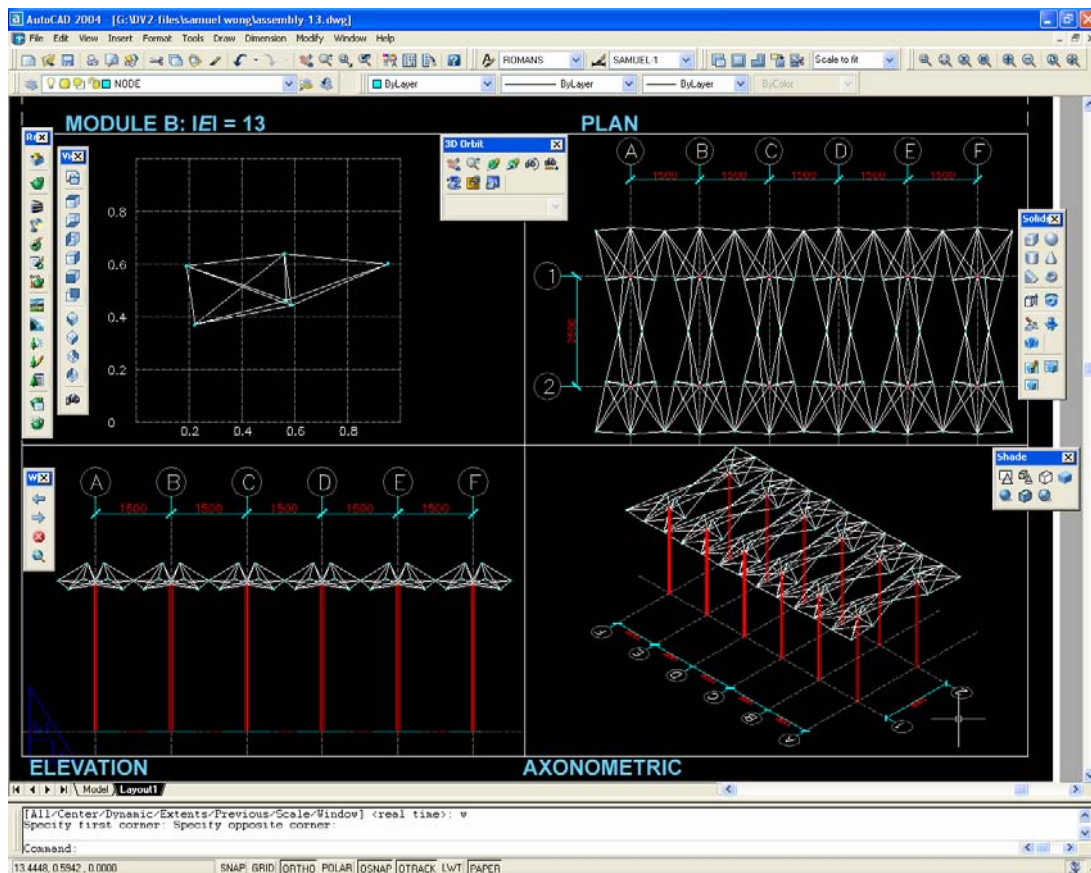 AutoCAD 2004 - [G:\DV2-files\samuel wong\assembly-13.dwg]
File Edit View Insert Format Tools Draw Dimension Modify Window Help
ROMANS SAMUEL-1 Scale to fit
NODE ByLayer ByLayer ByLayer ByColor
MODULE B: IEI = 13
PLAN
3D Orbit
A B C D E F
1500 1500 1500 1500 1500
0.8
0.6
0.4
0.2
0
0.2 0.4 0.6 0.8
Solids
1
2500
2
A B C D E F
1500 1500 1500 1500 1500
Shade
F
E
D
C
B
A
1
2
ELEVATION
AXONOMETRIC
Model Layout1
[All/Center/Dynamic/Extents/Previous/Scale/Window] <real time>: w
Specify first corner: Specify opposite corner:
Command:
13.4448, 0.5942 , 0.0000 SNAP GRID ORTHO POLAR OSNAP OTRACK LWT PAPER